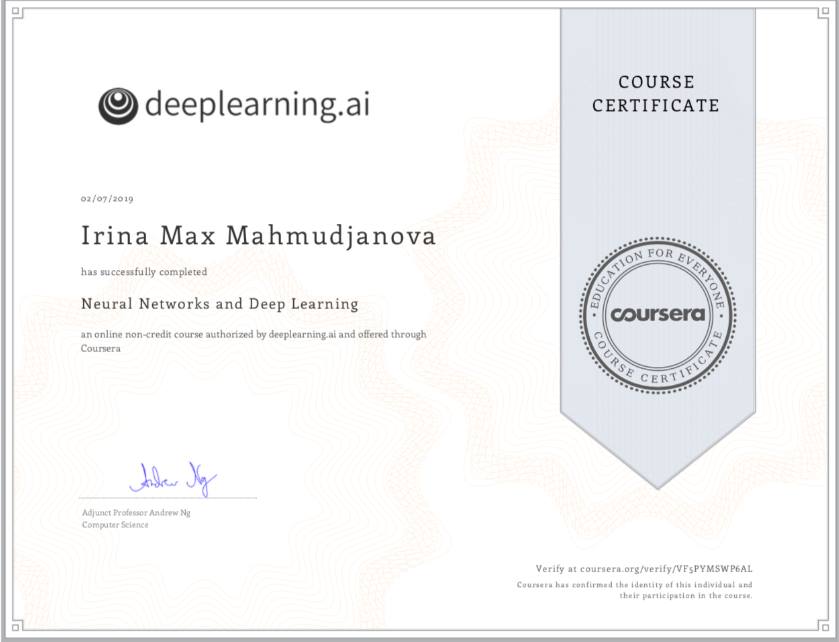 deeplearning.ai
COURSE
CERTIFICATE
02/07/2019
Irina Max Mahmudjanova
has successfully completed
Neural Networks and Deep Learning
an online non-credit course authorized by deeplearning.ai and offered through
Coursera
EDUCATION FOR EVERYONE
coursera
COURSE CERTIFICATE
Andrew Ng
Adjunct Professor Andrew Ng
Computer Science
Verify at coursera.org/verify/VF5PYMSWP6AL
Coursera has confirmed the identity of this individual and
their participation in the course.